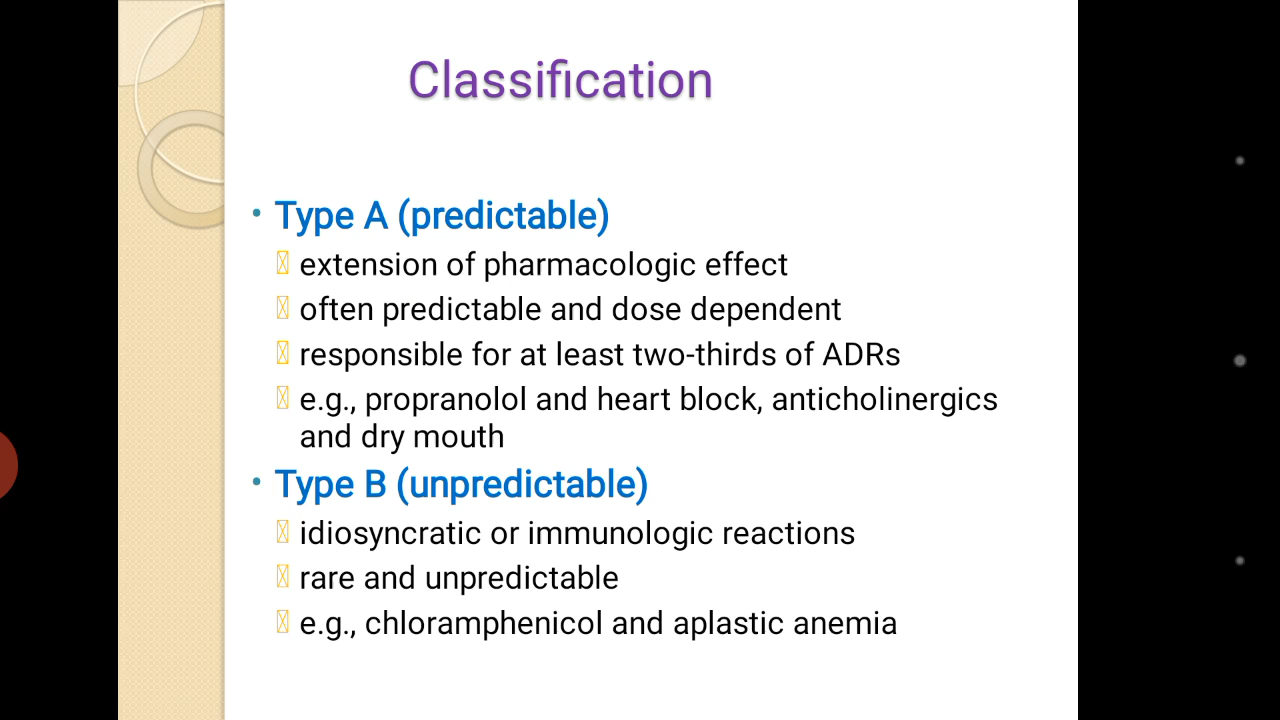 Classification
• Type A (predictable)
extension of pharmacologic effect
often predictable and dose dependent
responsible for at least two-thirds of ADRs
e.g., propranolol and heart block, anticholinergics
and dry mouth
• Type B (unpredictable)
idiosyncratic or immunologic reactions
rare and unpredictable
e.g., chloramphenicol and aplastic anemia